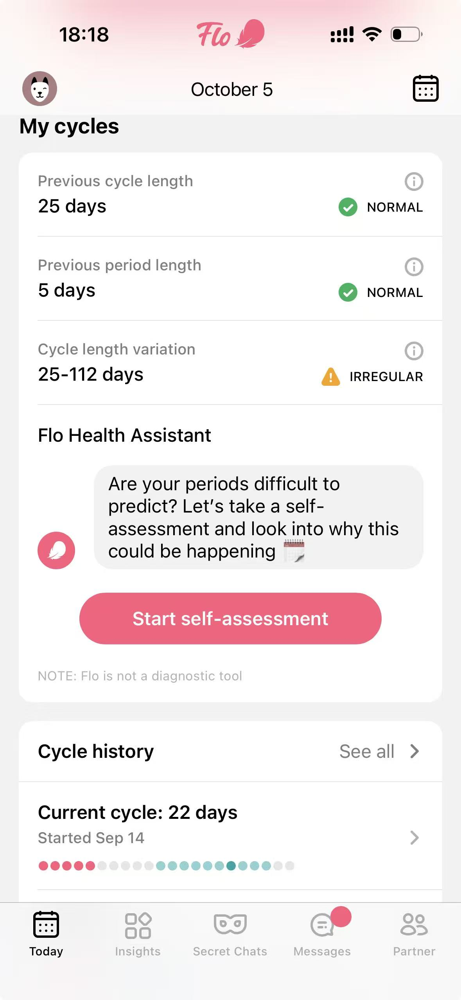 18:18
Flo
October 5
My cycles
Previous cycle length
25 days
NORMAL
Previous period length
5 days
NORMAL
Cycle length variation
25-112 days
IRREGULAR
Flo Health Assistant
Are your periods difficult to
predict? Let’s take a self-
assessment and look into why this
could be happening
Start self-assessment
NOTE: Flo is not a diagnostic tool
Cycle history
See all
Current cycle: 22 days
Started Sep 14
Today
Insights
Secret Chats
Messages
Partner